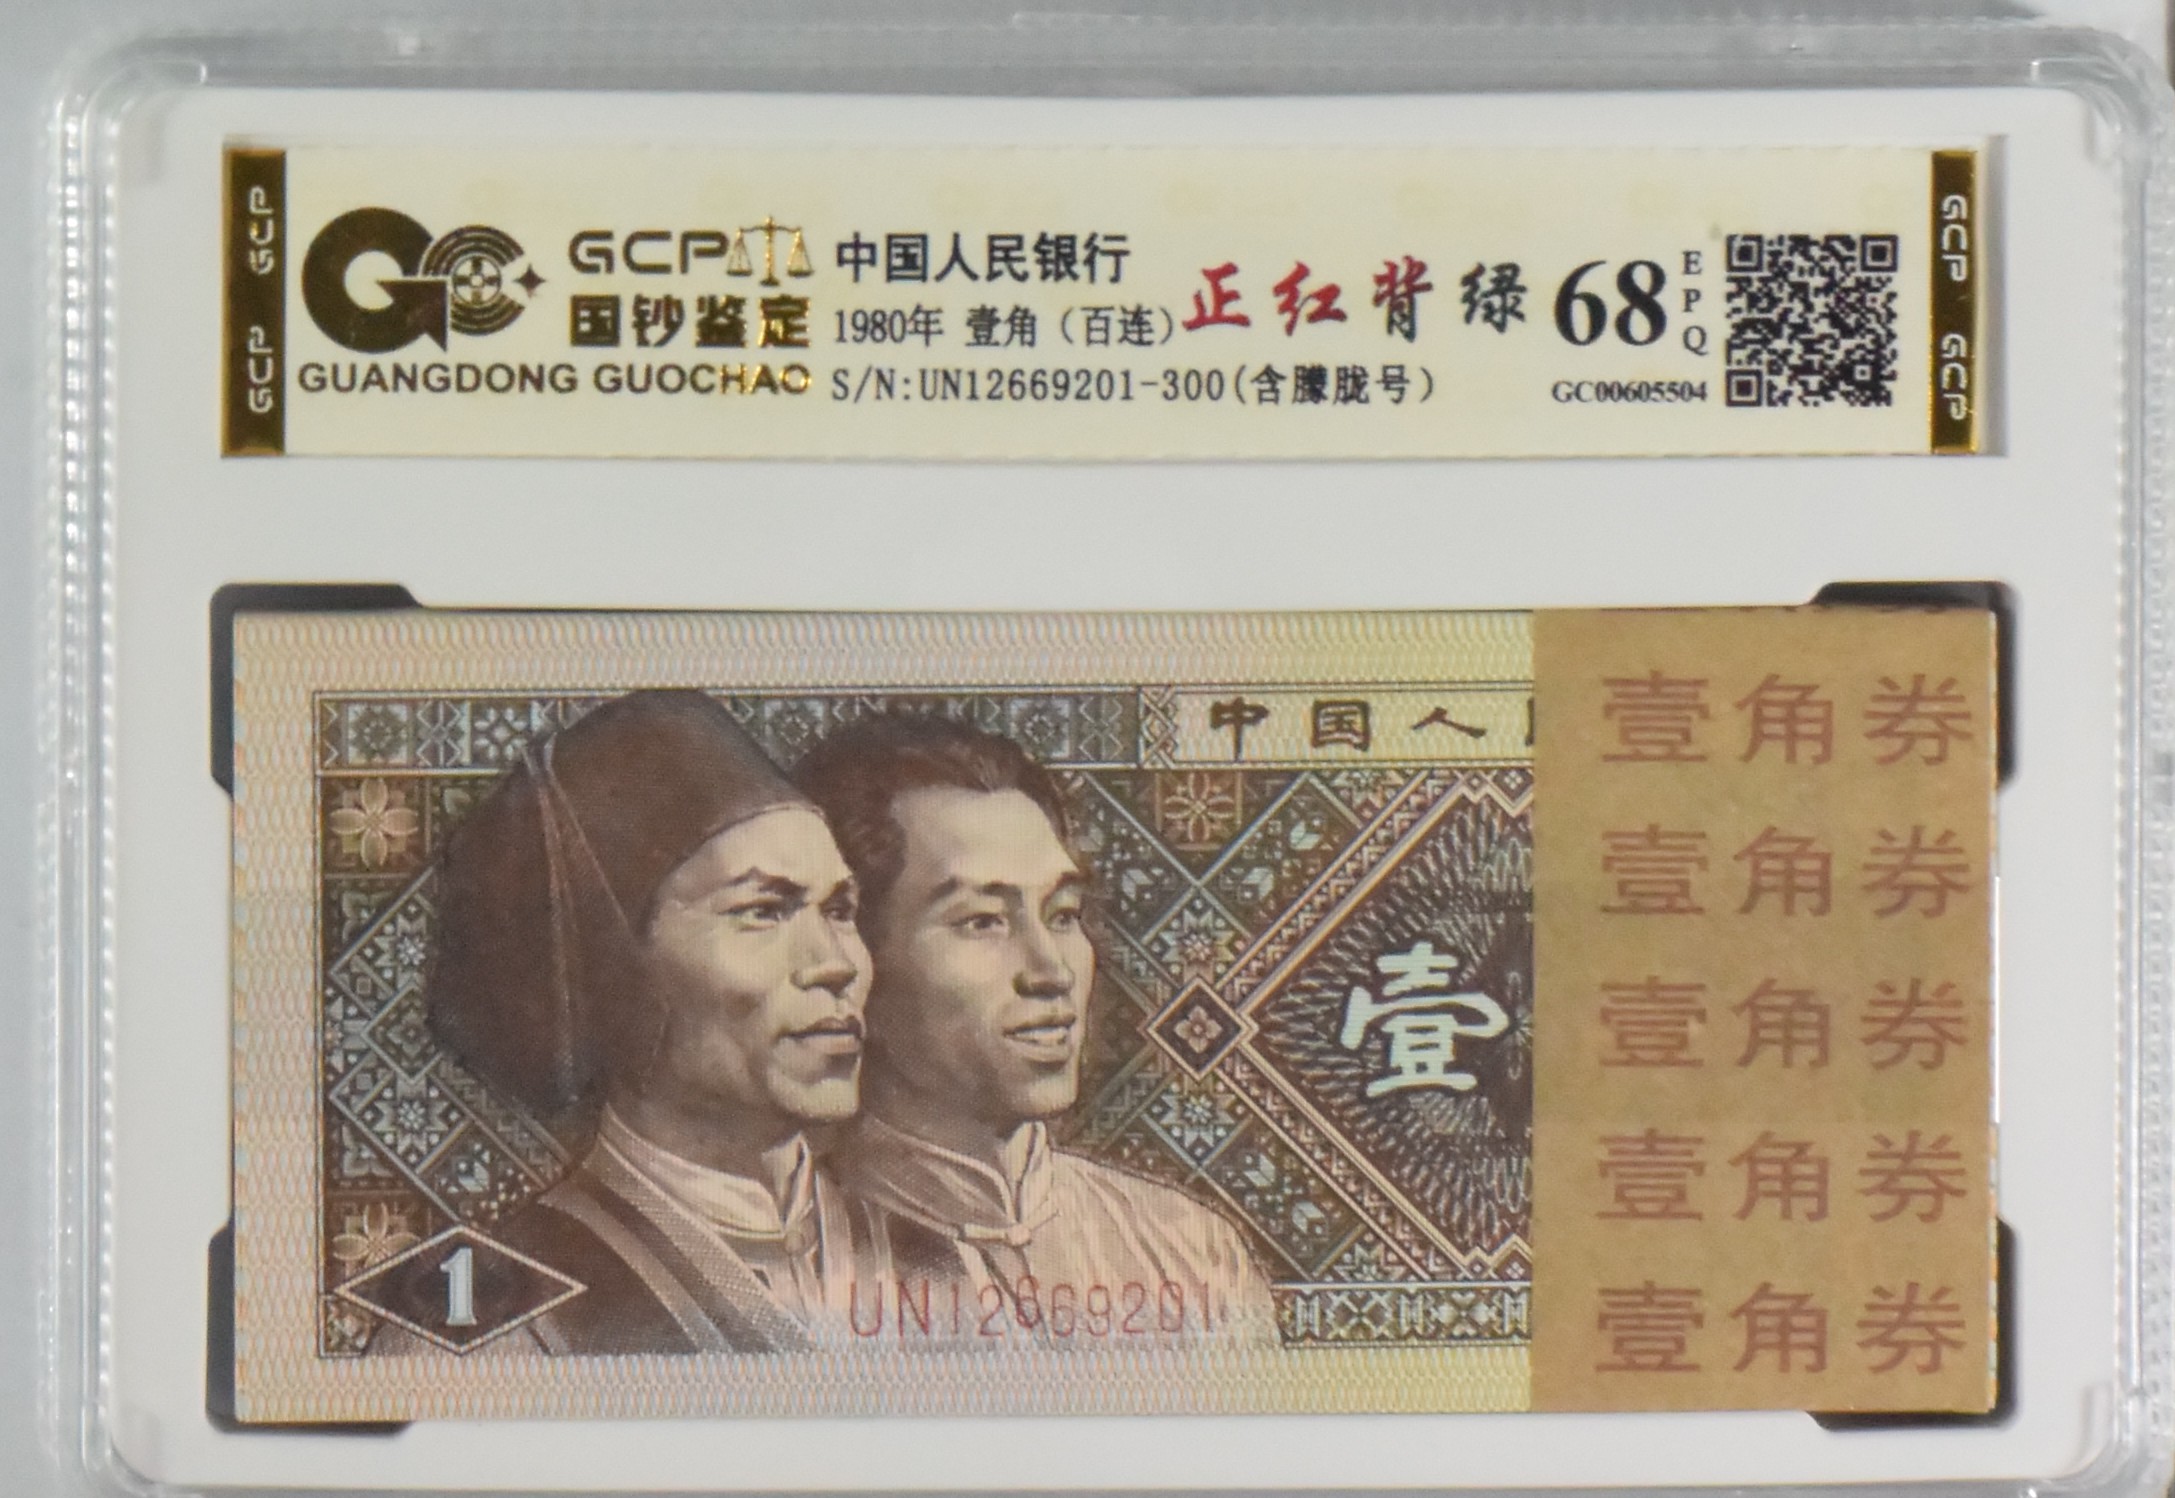 GCP GCP
GCP
国钞鉴定
GUANGDONG GUOCHAO
中国人民银行
1980年 壹角（百连）
S/N:UN12669201-300(含朦胧号)
正红背绿
68
EPQ
GC00605504
GCP GCP
中国人
壹
1
UN12669201
壹角券
壹角券
壹角券
壹角券
壹角券